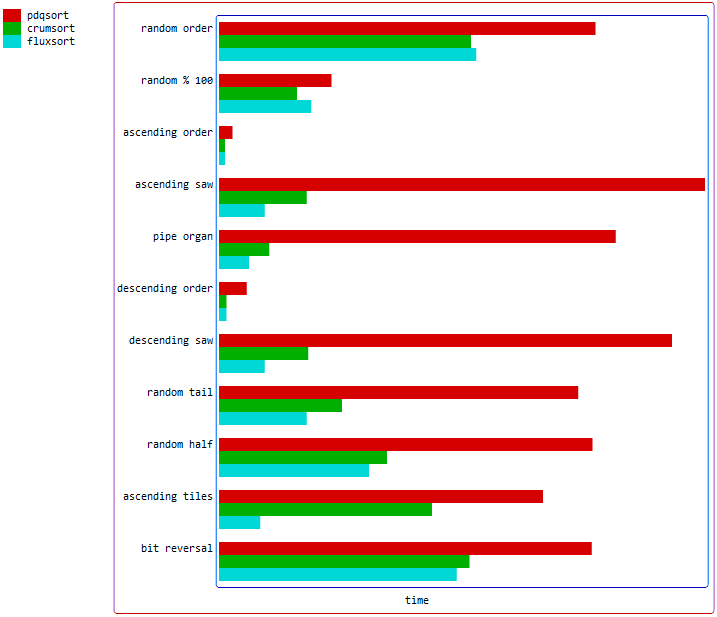 pdqsort
crumsort
fluxsort
random order
random % 100
ascending order
ascending saw
pipe organ
descending order
descending saw
random tail
random half
ascending tiles
bit reversal
time